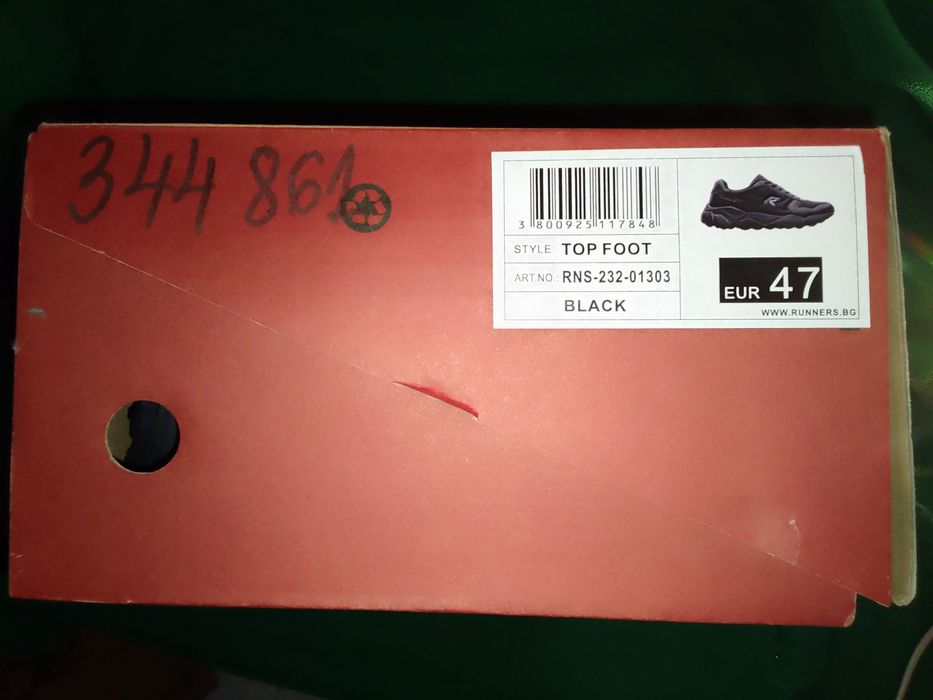 344 861
3 800925 117848
STYLE: TOP FOOT
ART.NO.: RNS-232-01303
BLACK
EUR 47
WWW.RUNNERS.BG